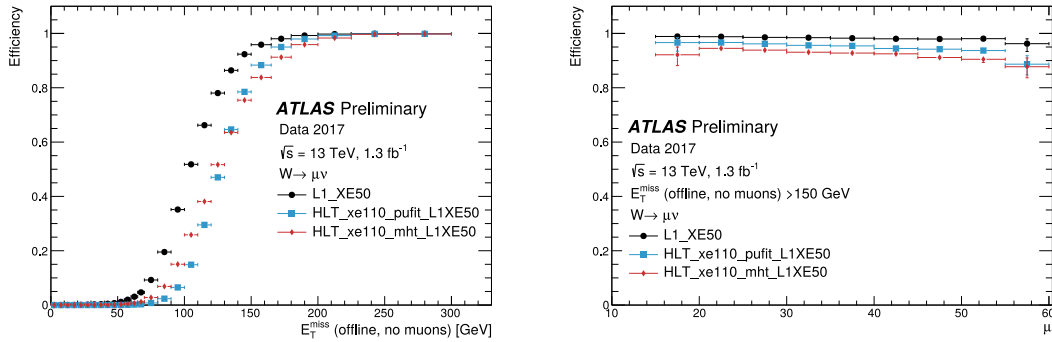 Efficiency
1
0.8
0.6
0.4
0.2
0
ATLAS Preliminary
Data 2017
√s = 13 TeV, 1.3 fb⁻¹
W→ μν
L1_XE50
HLT_xe110_pufit_L1XE50
HLT_xe110_mht_L1XE50
0 50 100 150 200 250 300
E_T^miss (offline, no muons) [GeV]
Efficiency
1
0.8
0.6
0.4
0.2
0
ATLAS Preliminary
Data 2017
√s = 13 TeV, 1.3 fb⁻¹
E_T^miss (offline, no muons) >150 GeV
W→ μν
L1_XE50
HLT_xe110_pufit_L1XE50
HLT_xe110_mht_L1XE50
10 20 30 40 50 60
μ